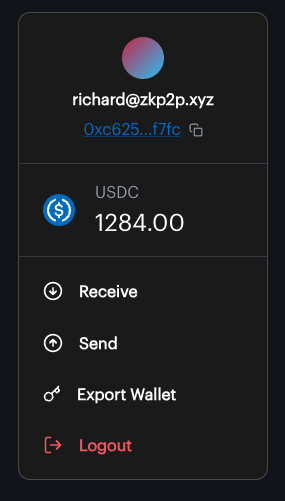 richard@zkp2p.xyz
0xc625...f7fc
USDC
1284.00
Receive
Send
Export Wallet
Logout